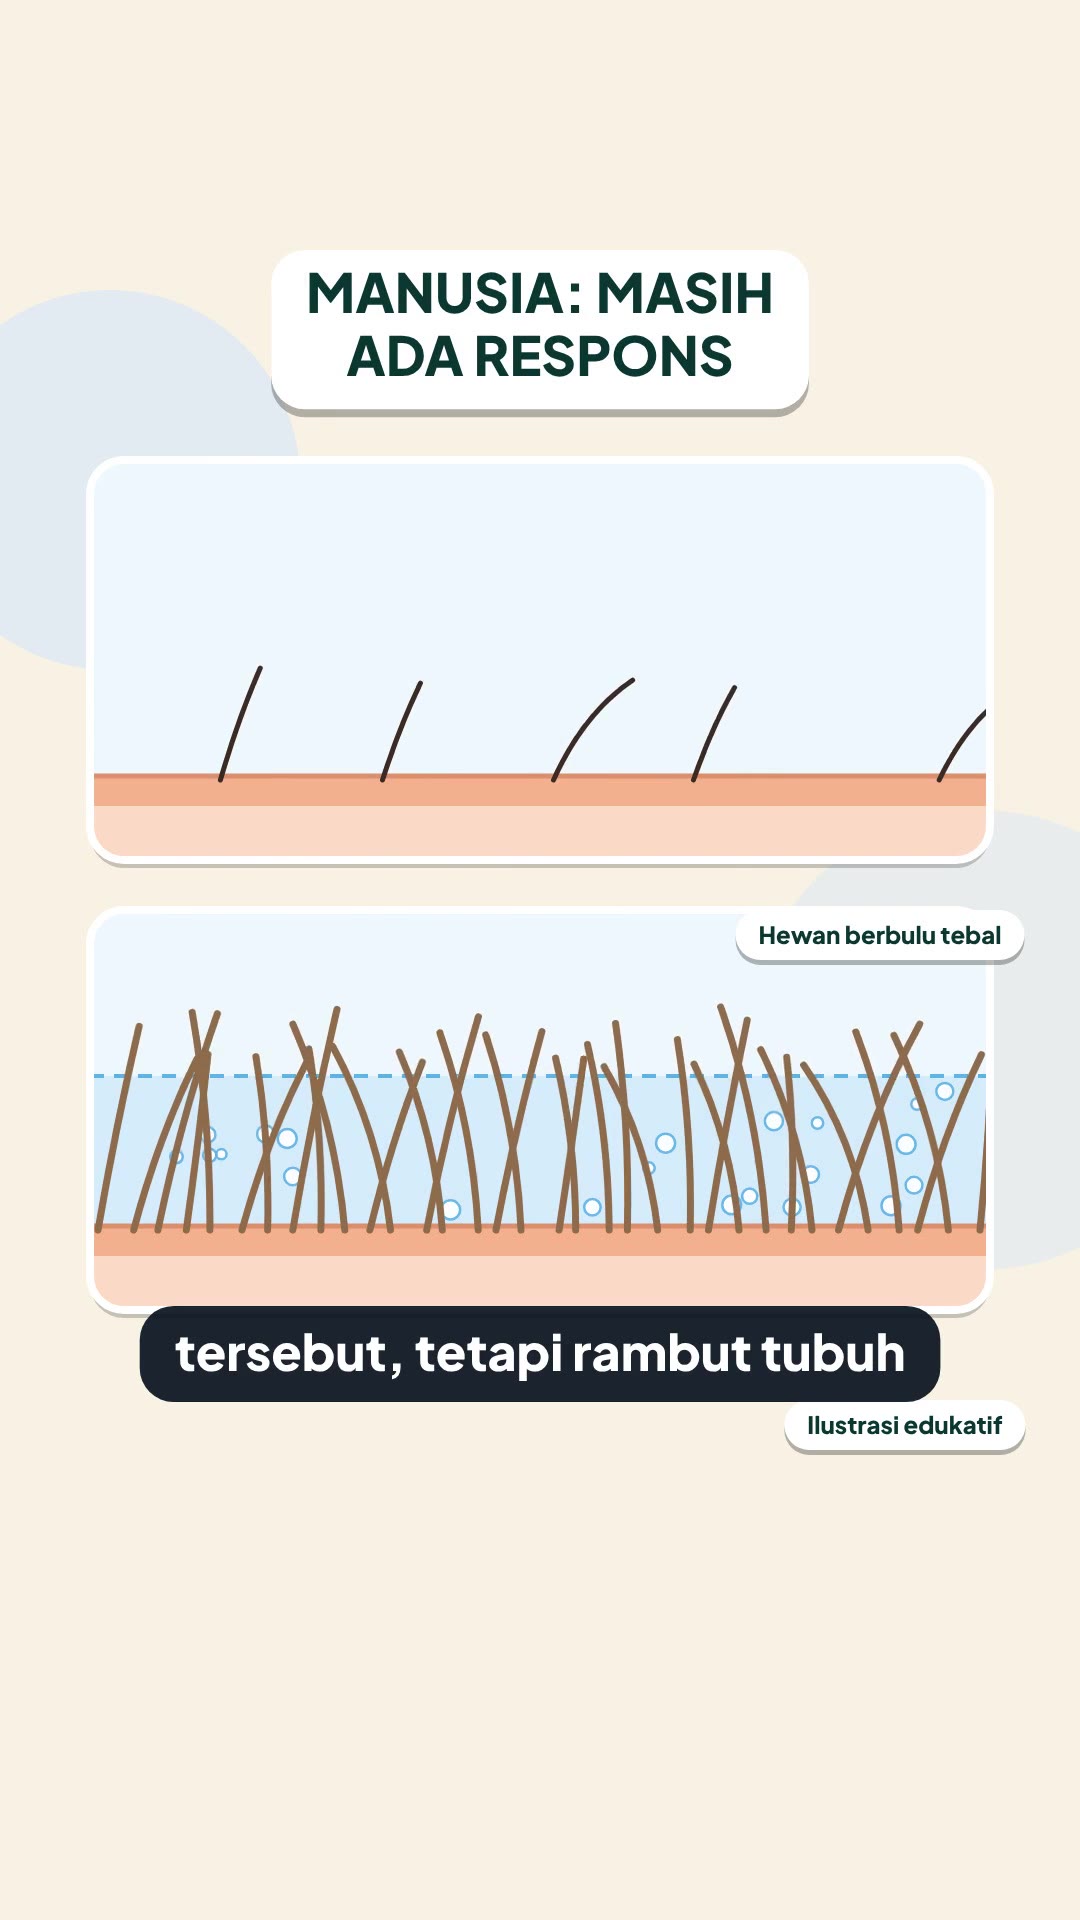 MANUSIA: MASIH
ADA RESPONS
Hewan berbulu tebal
tersebut, tetapi rambut tubuh
Ilustrasi edukatif